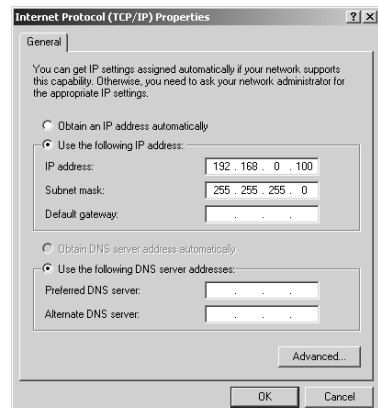 Internet Protocol (TCP/IP) Properties ? X
General
You can get IP settings assigned automatically if your network supports
this capability. Otherwise, you need to ask your network administrator for
the appropriate IP settings.
Obtain an IP address automatically
Use the following IP address:
IP address: 192 . 168 . 0 . 100
Subnet mask: 255 . 255 . 255 . 0
Default gateway: . . .
Obtain DNS server address automatically
Use the following DNS server addresses:
Preferred DNS server: . . .
Alternate DNS server: . . .
Advanced...
OK Cancel